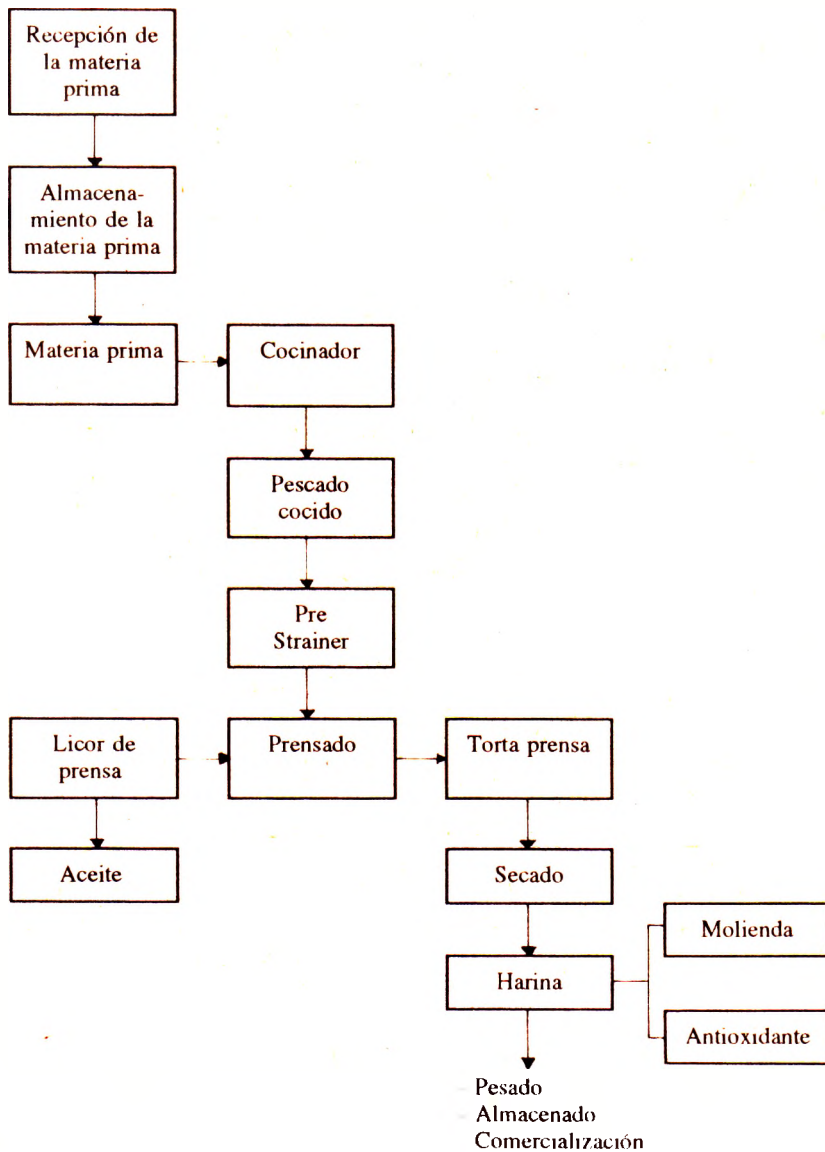 Recepción de
la materia
prima
Almacena-
miento de la
materia prima
Materia prima
Cocinador
Pescado
cocido
Pre
Strainer
Licor de
prensa
Prensado
Torta prensa
Aceite
Secado
Molienda
Harina
Antioxidante
Pesado
Almacenado
Comercialización